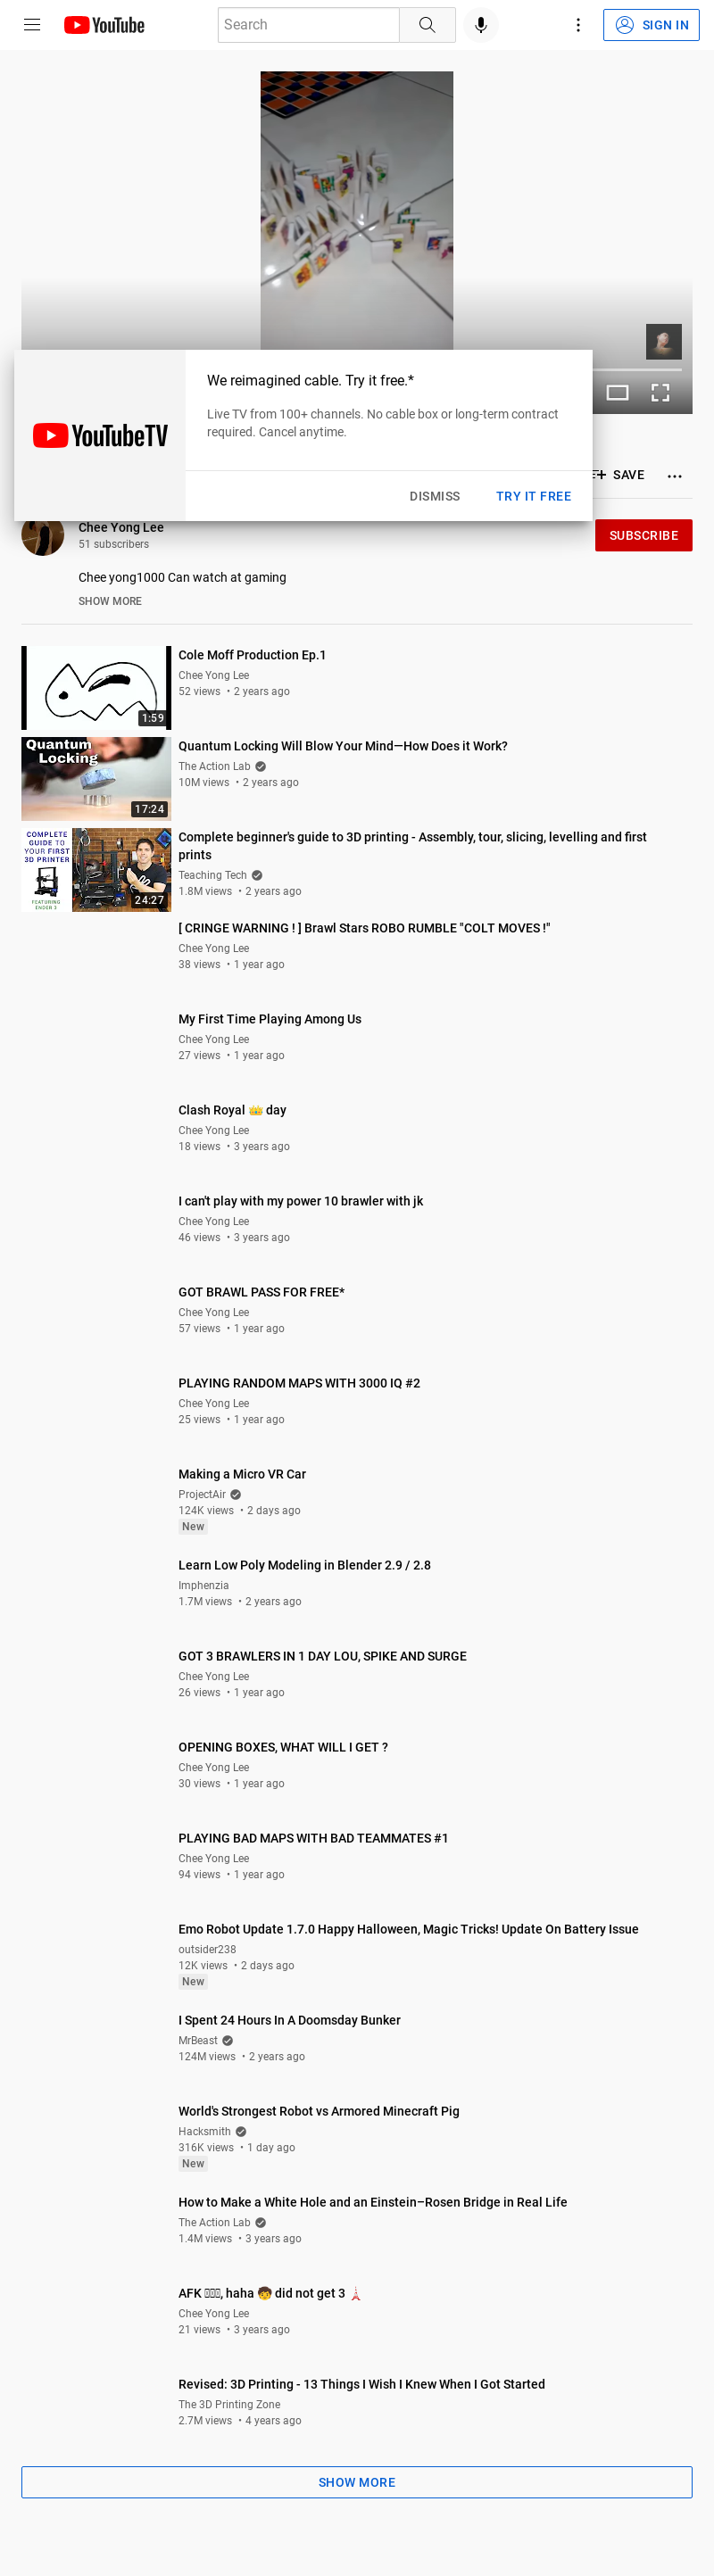 YouTube
Search
SIGN IN
We reimagined cable. Try it free.*
Live TV from 100+ channels. No cable box or long-term contract
required. Cancel anytime.
YouTubeTV
DISMISS
TRY IT FREE
SAVE
Chee Yong Lee
51 subscribers
SUBSCRIBE
Chee yong1000 Can watch at gaming
SHOW MORE
1:59
Cole Moff Production Ep.1
Chee Yong Lee
52 views • 2 years ago
Quantum
Locking
17:24
Quantum Locking Will Blow Your Mind—How Does it Work?
The Action Lab
10M views • 2 years ago
COMPLETE
GUIDE TO
YOUR FIRST
3D PRINTER
FEATURING
ENDER 3
24:27
Complete beginner's guide to 3D printing - Assembly, tour, slicing, levelling and first
prints
Teaching Tech
1.8M views • 2 years ago
[ CRINGE WARNING ! ] Brawl Stars ROBO RUMBLE "COLT MOVES !"
Chee Yong Lee
38 views • 1 year ago
My First Time Playing Among Us
Chee Yong Lee
27 views • 1 year ago
Clash Royal 👑 day
Chee Yong Lee
18 views • 3 years ago
I can't play with my power 10 brawler with jk
Chee Yong Lee
46 views • 3 years ago
GOT BRAWL PASS FOR FREE*
Chee Yong Lee
57 views • 1 year ago
PLAYING RANDOM MAPS WITH 3000 IQ #2
Chee Yong Lee
25 views • 1 year ago
Making a Micro VR Car
ProjectAir
124K views • 2 days ago
New
Learn Low Poly Modeling in Blender 2.9 / 2.8
Imphenzia
1.7M views • 2 years ago
GOT 3 BRAWLERS IN 1 DAY LOU, SPIKE AND SURGE
Chee Yong Lee
26 views • 1 year ago
OPENING BOXES, WHAT WILL I GET ?
Chee Yong Lee
30 views • 1 year ago
PLAYING BAD MAPS WITH BAD TEAMMATES #1
Chee Yong Lee
94 views • 1 year ago
Emo Robot Update 1.7.0 Happy Halloween, Magic Tricks! Update On Battery Issue
outsider238
12K views • 2 days ago
New
I Spent 24 Hours In A Doomsday Bunker
MrBeast
124M views • 2 years ago
World's Strongest Robot vs Armored Minecraft Pig
Hacksmith
316K views • 1 day ago
New
How to Make a White Hole and an Einstein–Rosen Bridge in Real Life
The Action Lab
1.4M views • 3 years ago
AFK , haha 🧒 did not get 3 🗼
Chee Yong Lee
21 views • 3 years ago
Revised: 3D Printing - 13 Things I Wish I Knew When I Got Started
The 3D Printing Zone
2.7M views • 4 years ago
SHOW MORE